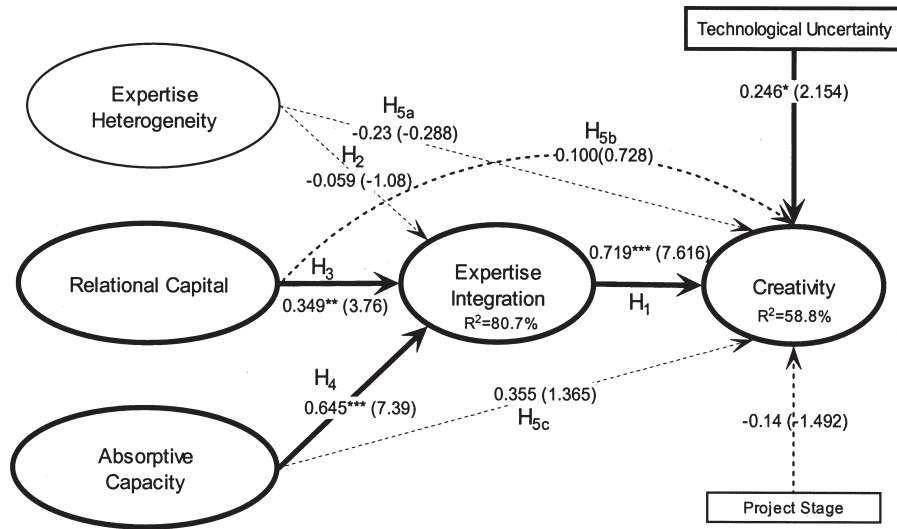 Technological Uncertainty
0.246* (2.154)
Expertise
Heterogeneity
H5a
-0.23 (-0.288)
H5b
0.100(0.728)
H2
-0.059 (-1.08)
Relational Capital
H3
0.349** (3.76)
Expertise
Integration
R²=80.7%
0.719*** (7.616)
H1
Creativity
R²=58.8%
H4
0.645*** (7.39)
0.355 (1.365)
H5c
-0.14 (-1.492)
Absorptive
Capacity
Project Stage